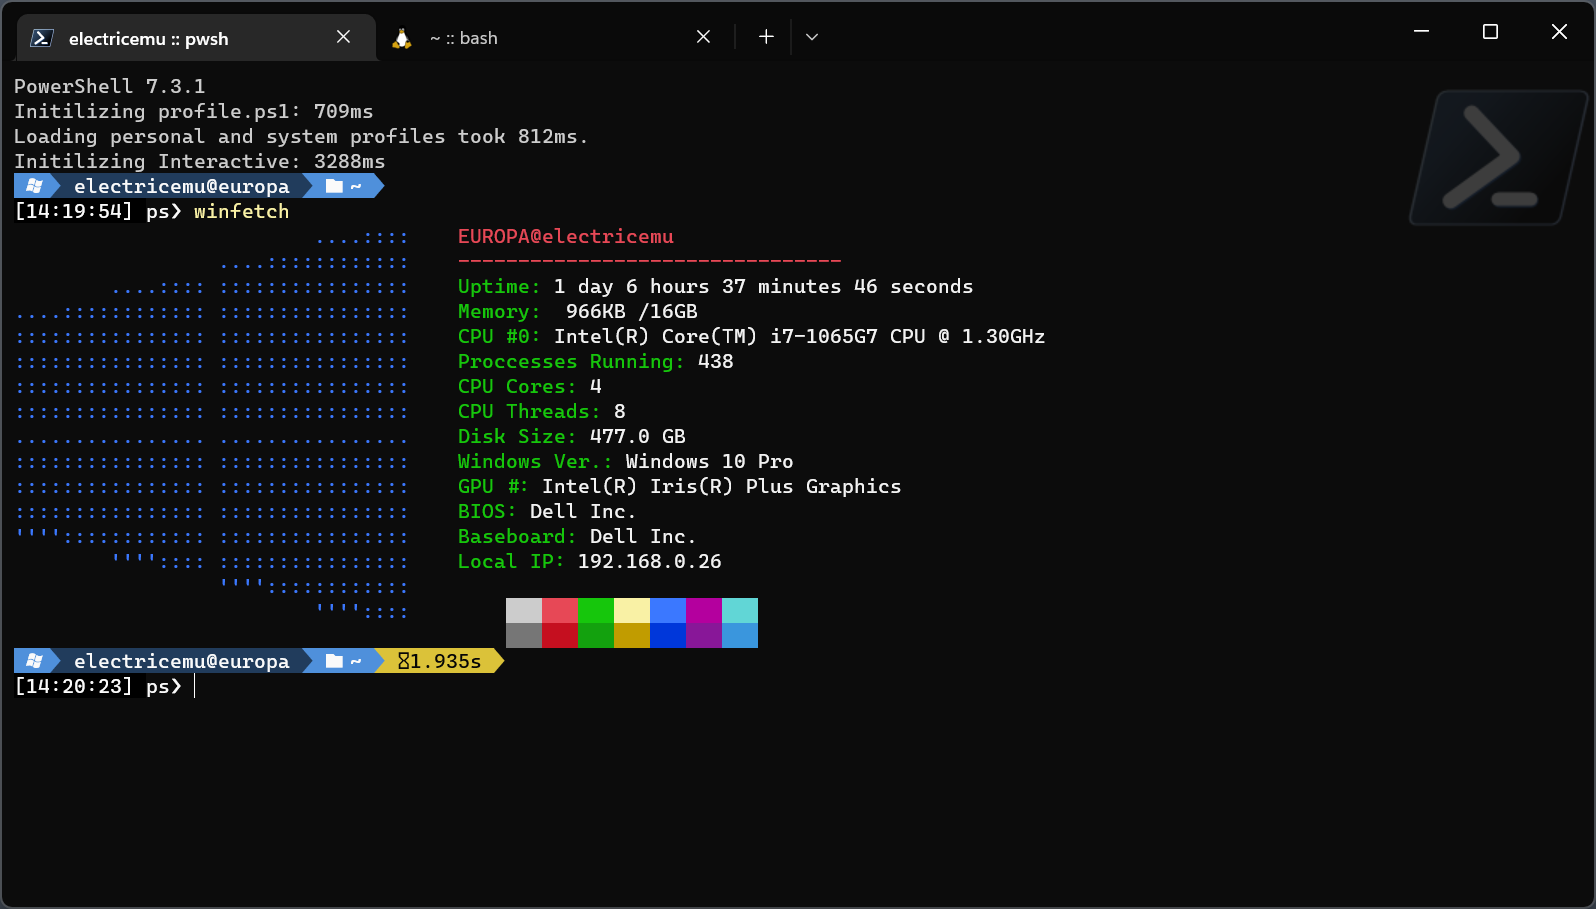 electricemu :: pwsh
~ :: bash
PowerShell 7.3.1
Initilizing profile.ps1: 709ms
Loading personal and system profiles took 812ms.
Initilizing Interactive: 3288ms
electricemu@europa ~
[14:19:54] ps❯ winfetch
....:::: EUROPA@electricemu
....:::::::::::: --------------------------------
....:::: :::::::::::::::: Uptime: 1 day 6 hours 37 minutes 46 seconds
....:::::::::::: :::::::::::::::: Memory:  966KB /16GB
:::::::::::::::: :::::::::::::::: CPU #0: Intel(R) Core(TM) i7-1065G7 CPU @ 1.30GHz
:::::::::::::::: :::::::::::::::: Proccesses Running: 438
:::::::::::::::: :::::::::::::::: CPU Cores: 4
:::::::::::::::: :::::::::::::::: CPU Threads: 8
................ ................ Disk Size: 477.0 GB
:::::::::::::::: :::::::::::::::: Windows Ver.: Windows 10 Pro
:::::::::::::::: :::::::::::::::: GPU #: Intel(R) Iris(R) Plus Graphics
:::::::::::::::: :::::::::::::::: BIOS: Dell Inc.
'''':::::::::::: :::::::::::::::: Baseboard: Dell Inc.
'''':::: :::::::::::::::: Local IP: 192.168.0.26
''''::::::::::::
''''::::
electricemu@europa ~ 1.935s
[14:20:23] ps❯